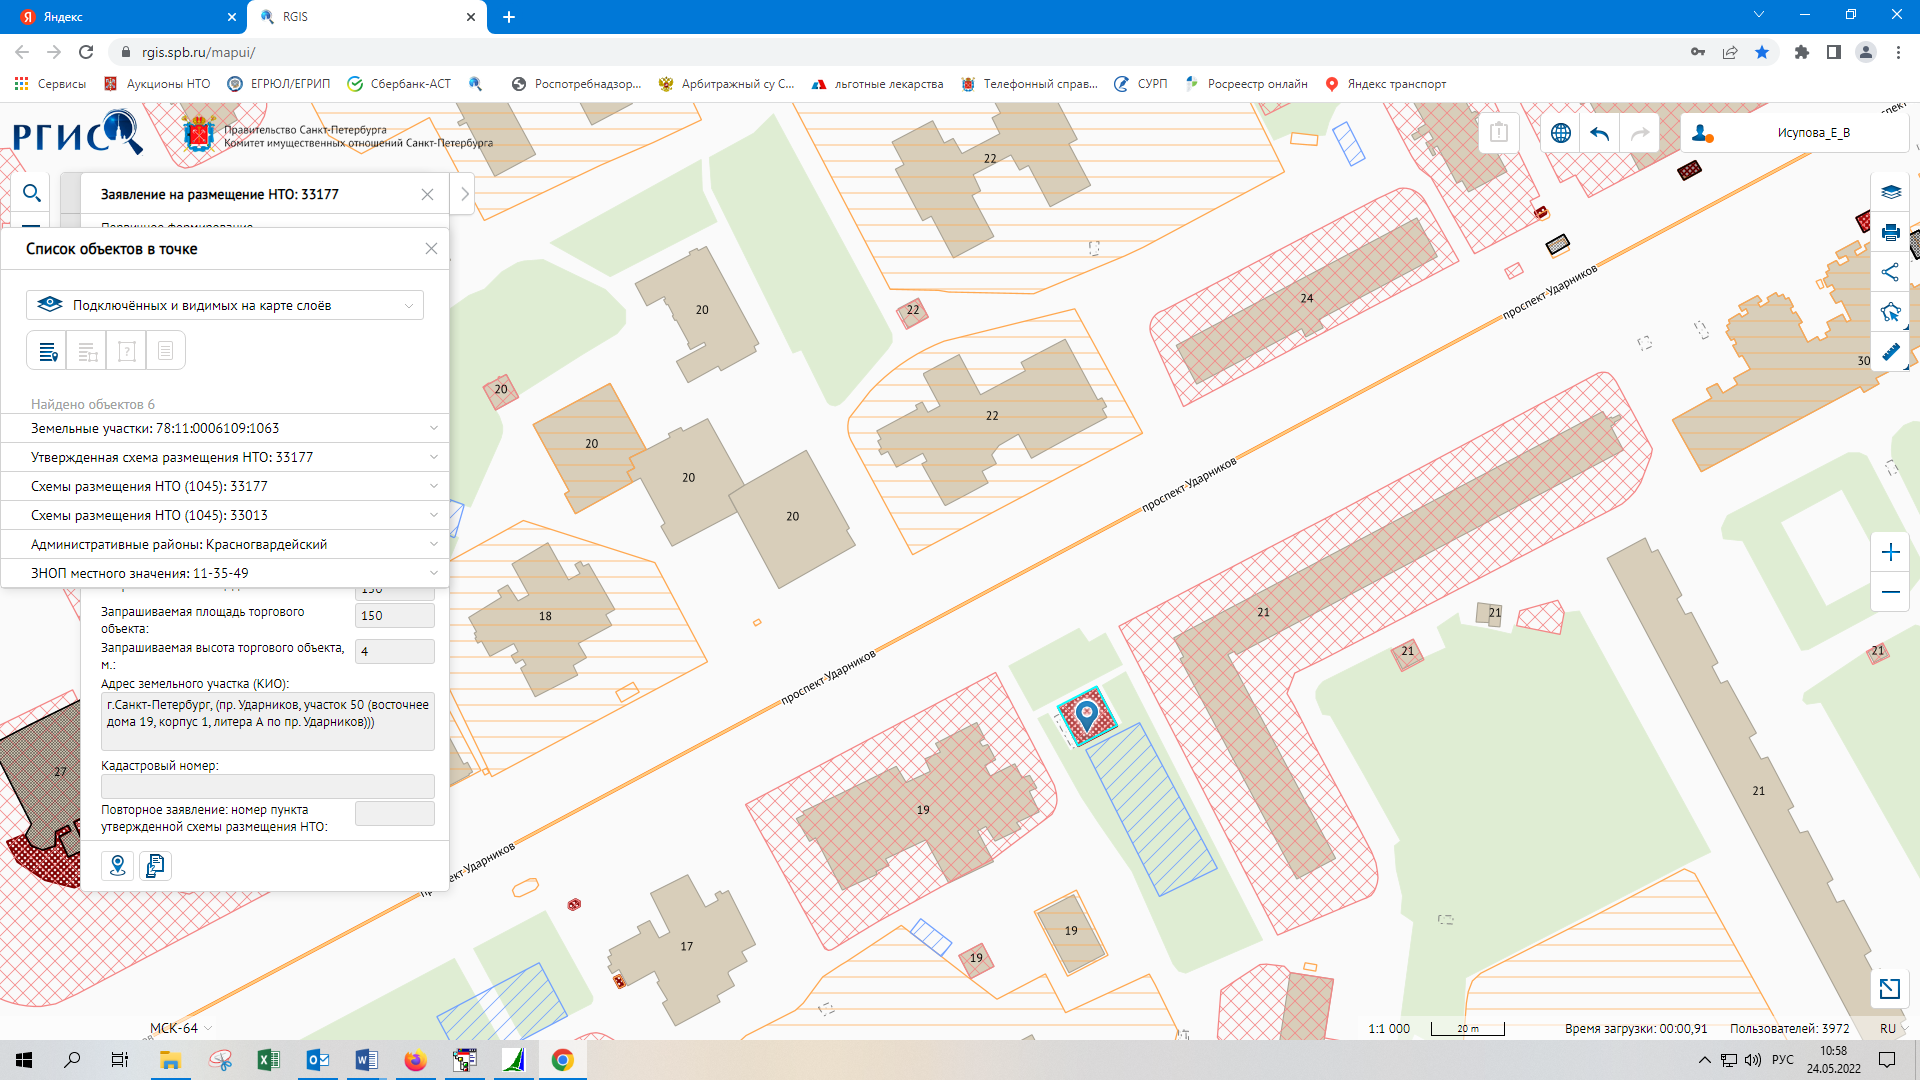 Яндекс
RGIS
rgis.spb.ru/mapui/
Сервисы
Аукционы НТО
ЕГРЮЛ/ЕГРИП
Сбербанк-АСТ
Роспотребнадзор...
Арбитражный су С...
льготные лекарства
Телефонный справ...
СУРП
Росреестр онлайн
Яндекс транспорт
РГИС
Правительство Санкт-Петербурга
Комитет имущественных отношений Санкт-Петербурга
Исупова_Е_В
Заявление на размещение НТО: 33177
Список объектов в точке
Подключённых и видимых на карте слоёв
Найдено объектов 6
Земельные участки: 78:11:0006109:1063
Утвержденная схема размещения НТО: 33177
Схемы размещения НТО (1045): 33177
Схемы размещения НТО (1045): 33013
Административные районы: Красногвардейский
ЗНОП местного значения: 11-35-49
Запрашиваемая площадь торгового
объекта:
150
Запрашиваемая высота торгового объекта,
м.:
4
Адрес земельного участка (КИО):
г.Санкт-Петербург, (пр. Ударников, участок 50 (восточнее
дома 19, корпус 1, литера А по пр. Ударников)))
Кадастровый номер:
Повторное заявление: номер пункта
утвержденной схемы размещения НТО:
22
20
22
24
20
22
20
20
20
18
30
21
21
21
21
21
27
19
19
19
17
проспект Ударников
проспект Ударников
проспект Ударников
МСК-64
1:1 000
20 m
Время загрузки: 00:00,91
Пользователей: 3972
RU
РУС
10:58
24.05.2022